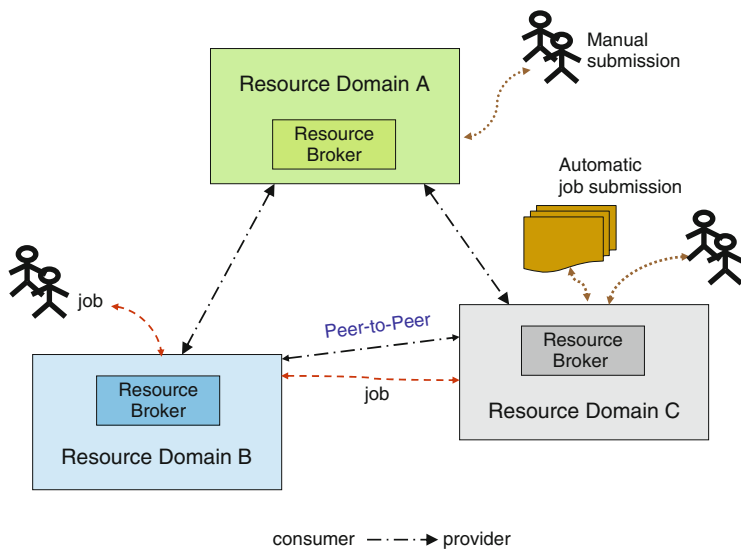 Manual
submission
Resource Domain A
Resource
Broker
Automatic
job submission
job
Peer-to-Peer
Resource
Broker
Resource
Broker
job
Resource Domain C
Resource Domain B
consumer
provider